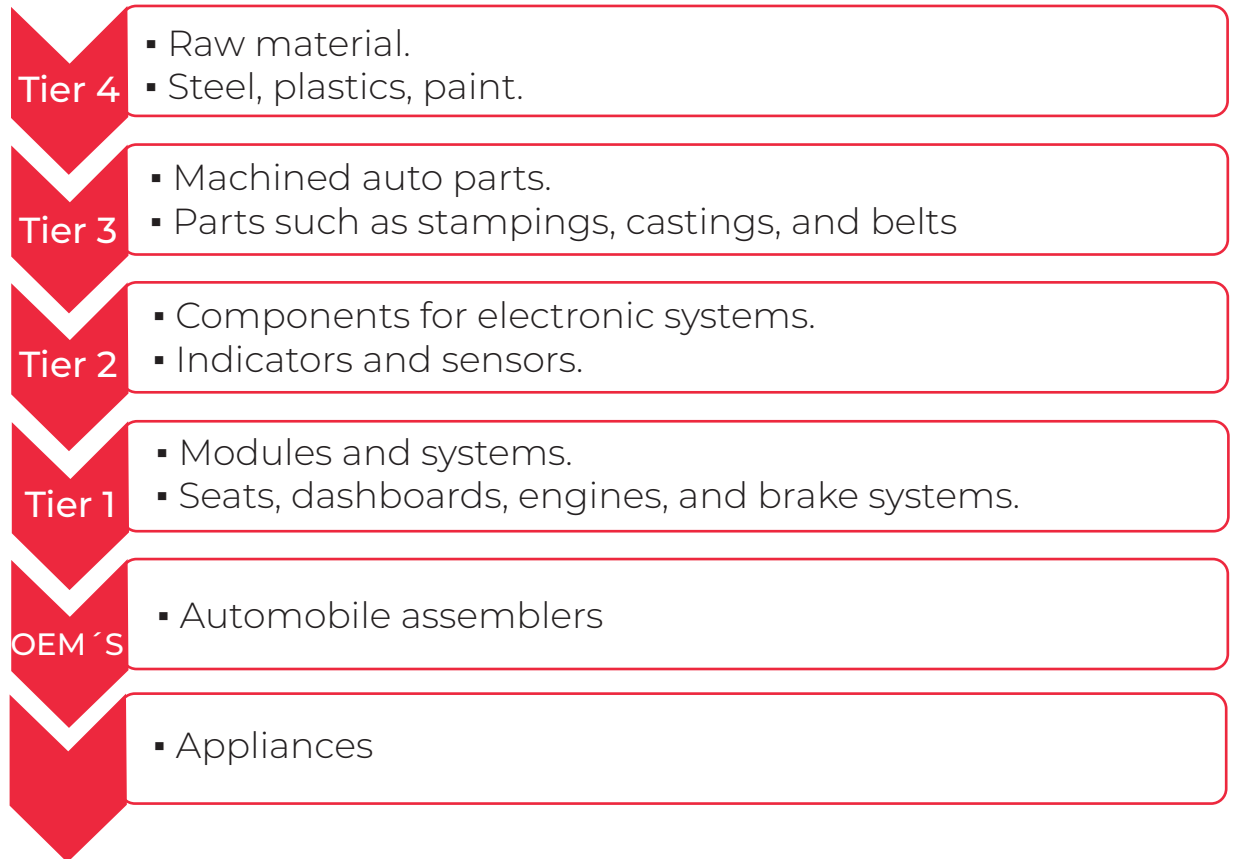 ▪ Raw material.
Tier 4
▪ Steel, plastics, paint.
▪ Machined auto parts.
Tier 3
▪ Parts such as stampings, castings, and belts
▪ Components for electronic systems.
Tier 2
▪ Indicators and sensors.
▪ Modules and systems.
Tier 1
▪ Seats, dashboards, engines, and brake systems.
OEM´S
▪ Automobile assemblers
▪ Appliances